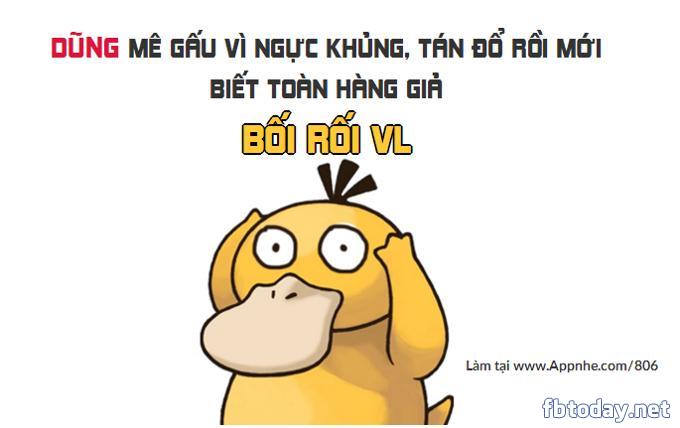 DŨNG MÊ GẤU VÌ NGỰC KHỦNG, TÁN ĐỔ RỒI MỚI
BIẾT TOÀN HÀNG GIẢ
BỐI RỐI VL
Làm tại www.Appnhe.com/806
fbtoday.net